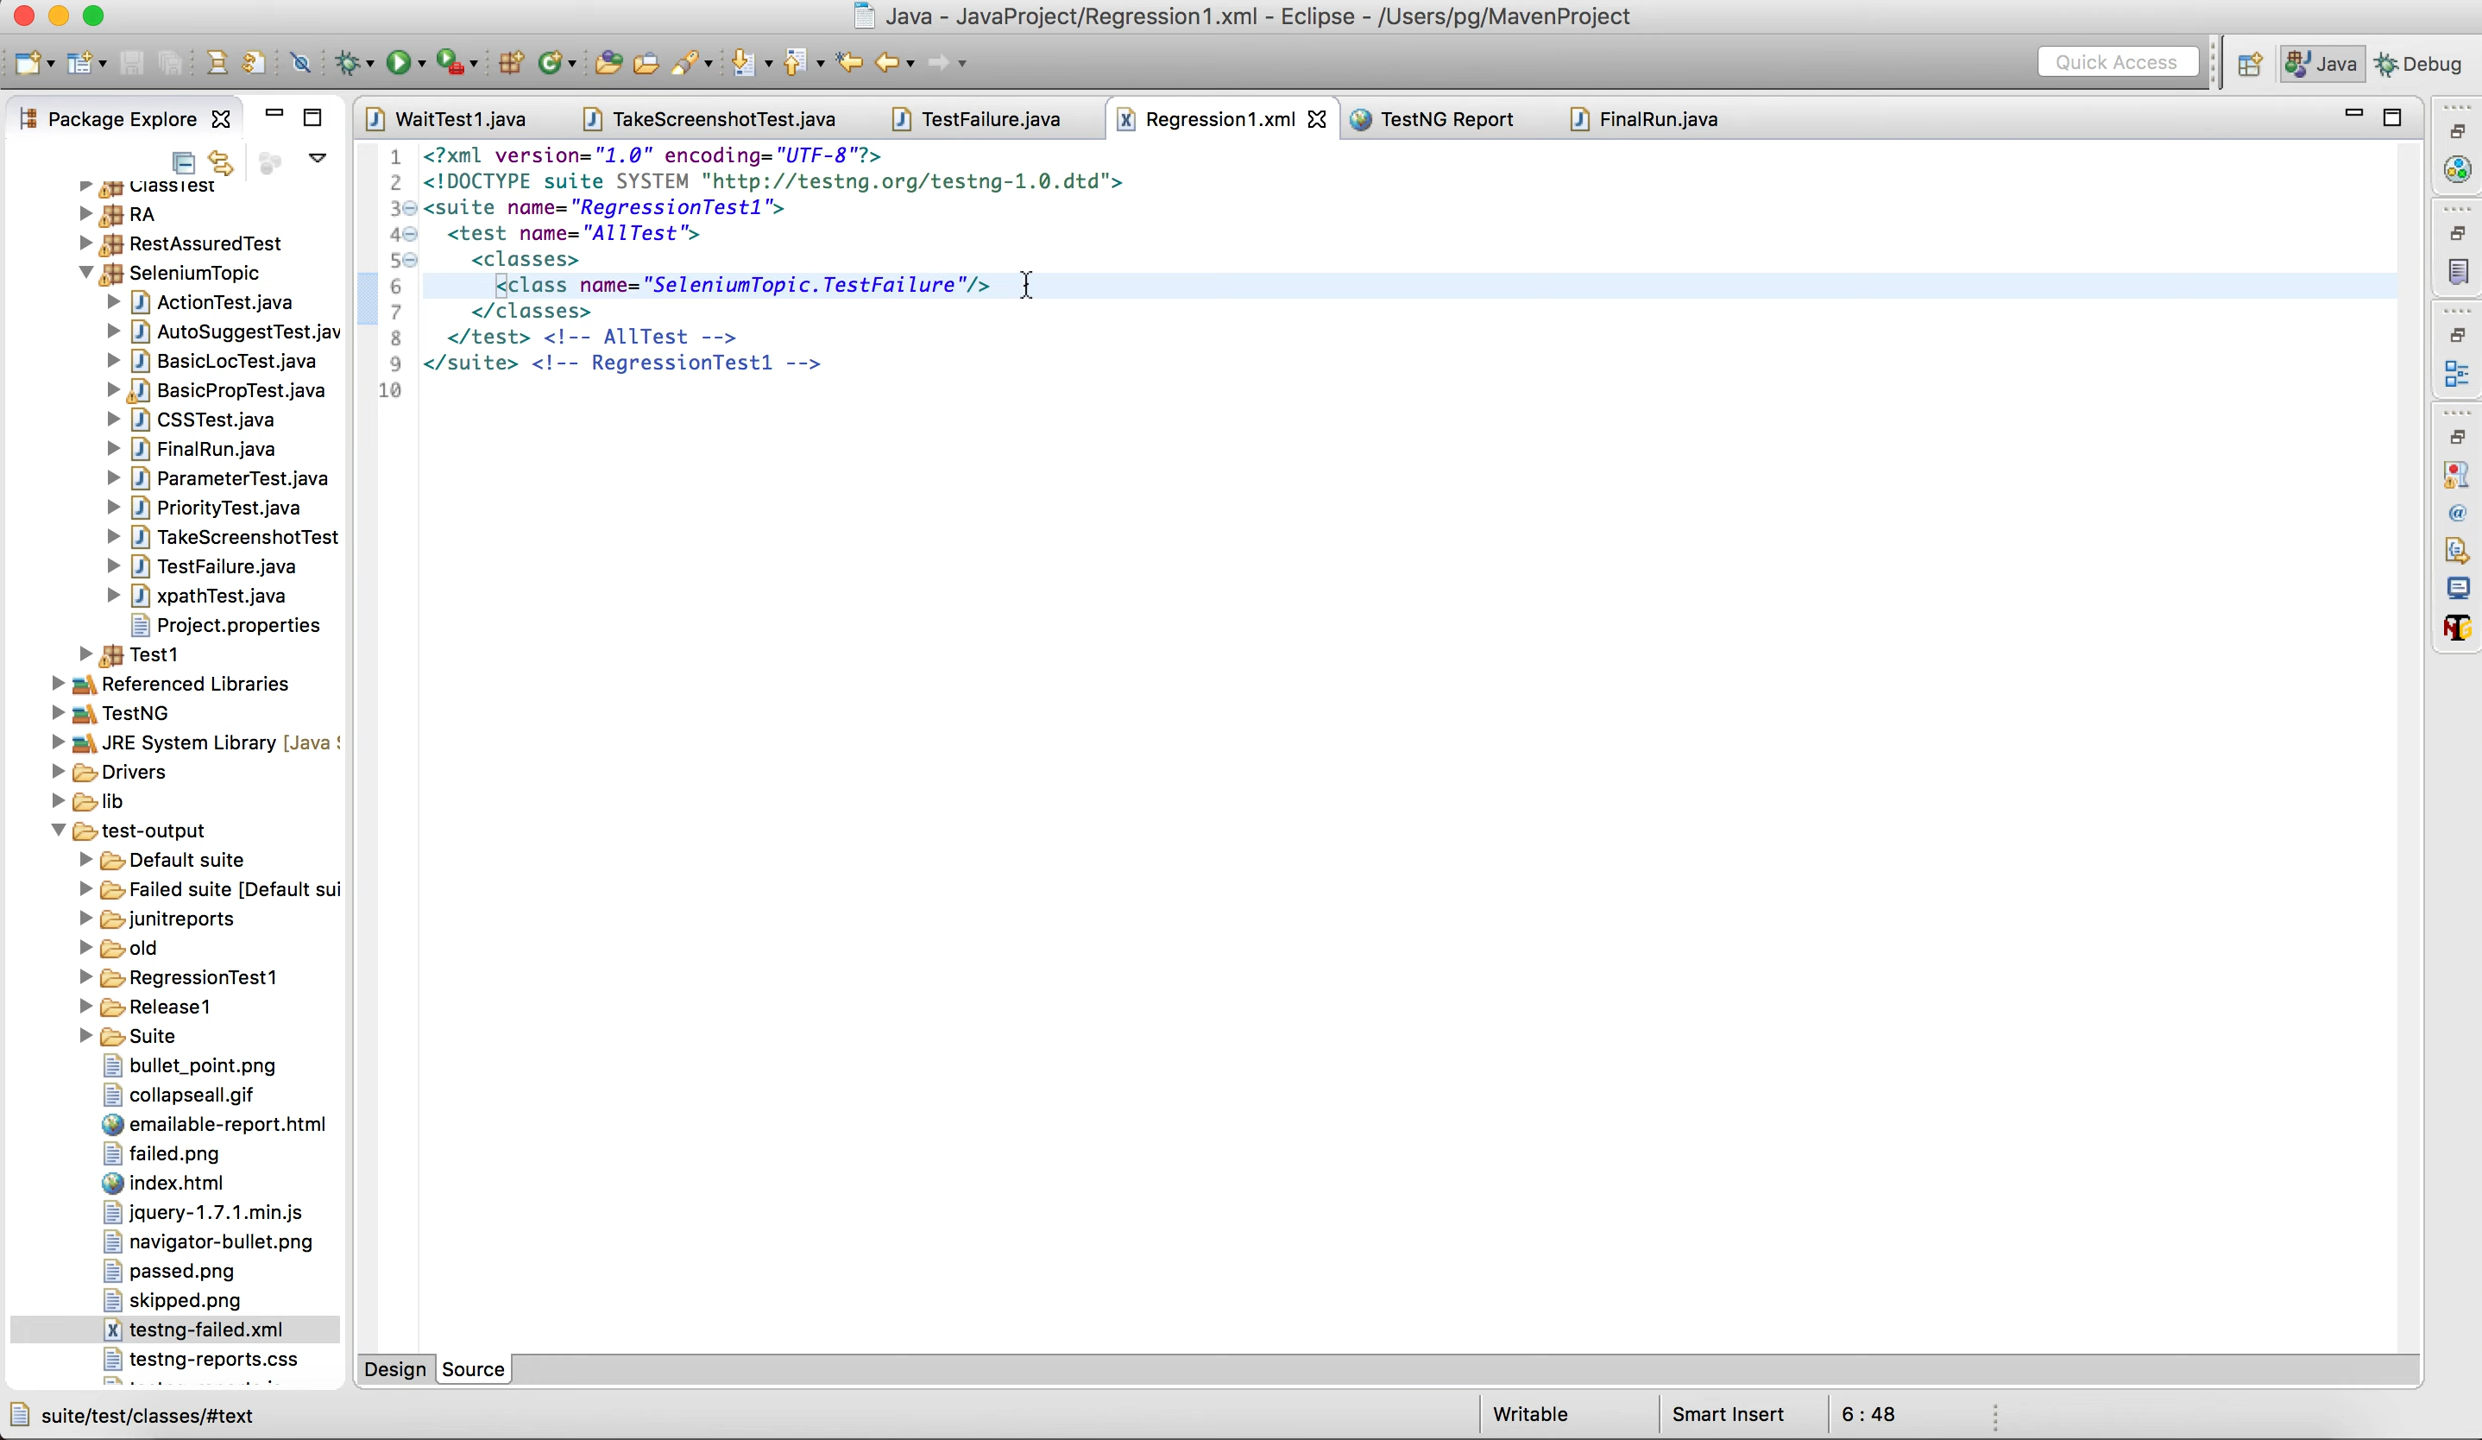 Java - JavaProject/Regression1.xml - Eclipse - /Users/pg/MavenProject
Quick Access
Java
Debug
Package Explore
WaitTest1.java
TakeScreenshotTest.java
TestFailure.java
Regression1.xml
TestNG Report
FinalRun.java
ClassTest
RA
RestAssuredTest
SeleniumTopic
ActionTest.java
AutoSuggestTest.jav
BasicLocTest.java
BasicPropTest.java
CSSTest.java
FinalRun.java
ParameterTest.java
PriorityTest.java
TakeScreenshotTest
TestFailure.java
xpathTest.java
Project.properties
Test1
Referenced Libraries
TestNG
JRE System Library [Java
Drivers
lib
test-output
Default suite
Failed suite [Default sui
junitreports
old
RegressionTest1
Release1
Suite
bullet_point.png
collapseall.gif
emailable-report.html
failed.png
index.html
jquery-1.7.1.min.js
navigator-bullet.png
passed.png
skipped.png
testng-failed.xml
testng-reports.css
1 <?xml version="1.0" encoding="UTF-8"?>
2 <!DOCTYPE suite SYSTEM "http://testng.org/testng-1.0.dtd">
3 <suite name="RegressionTest1">
4 <test name="AllTest">
5 <classes>
6 <class name="SeleniumTopic.TestFailure"/>
7 </classes>
8 </test> <!-- AllTest -->
9 </suite> <!-- RegressionTest1 -->
10
Design
Source
suite/test/classes/#text
Writable
Smart Insert
6 : 48